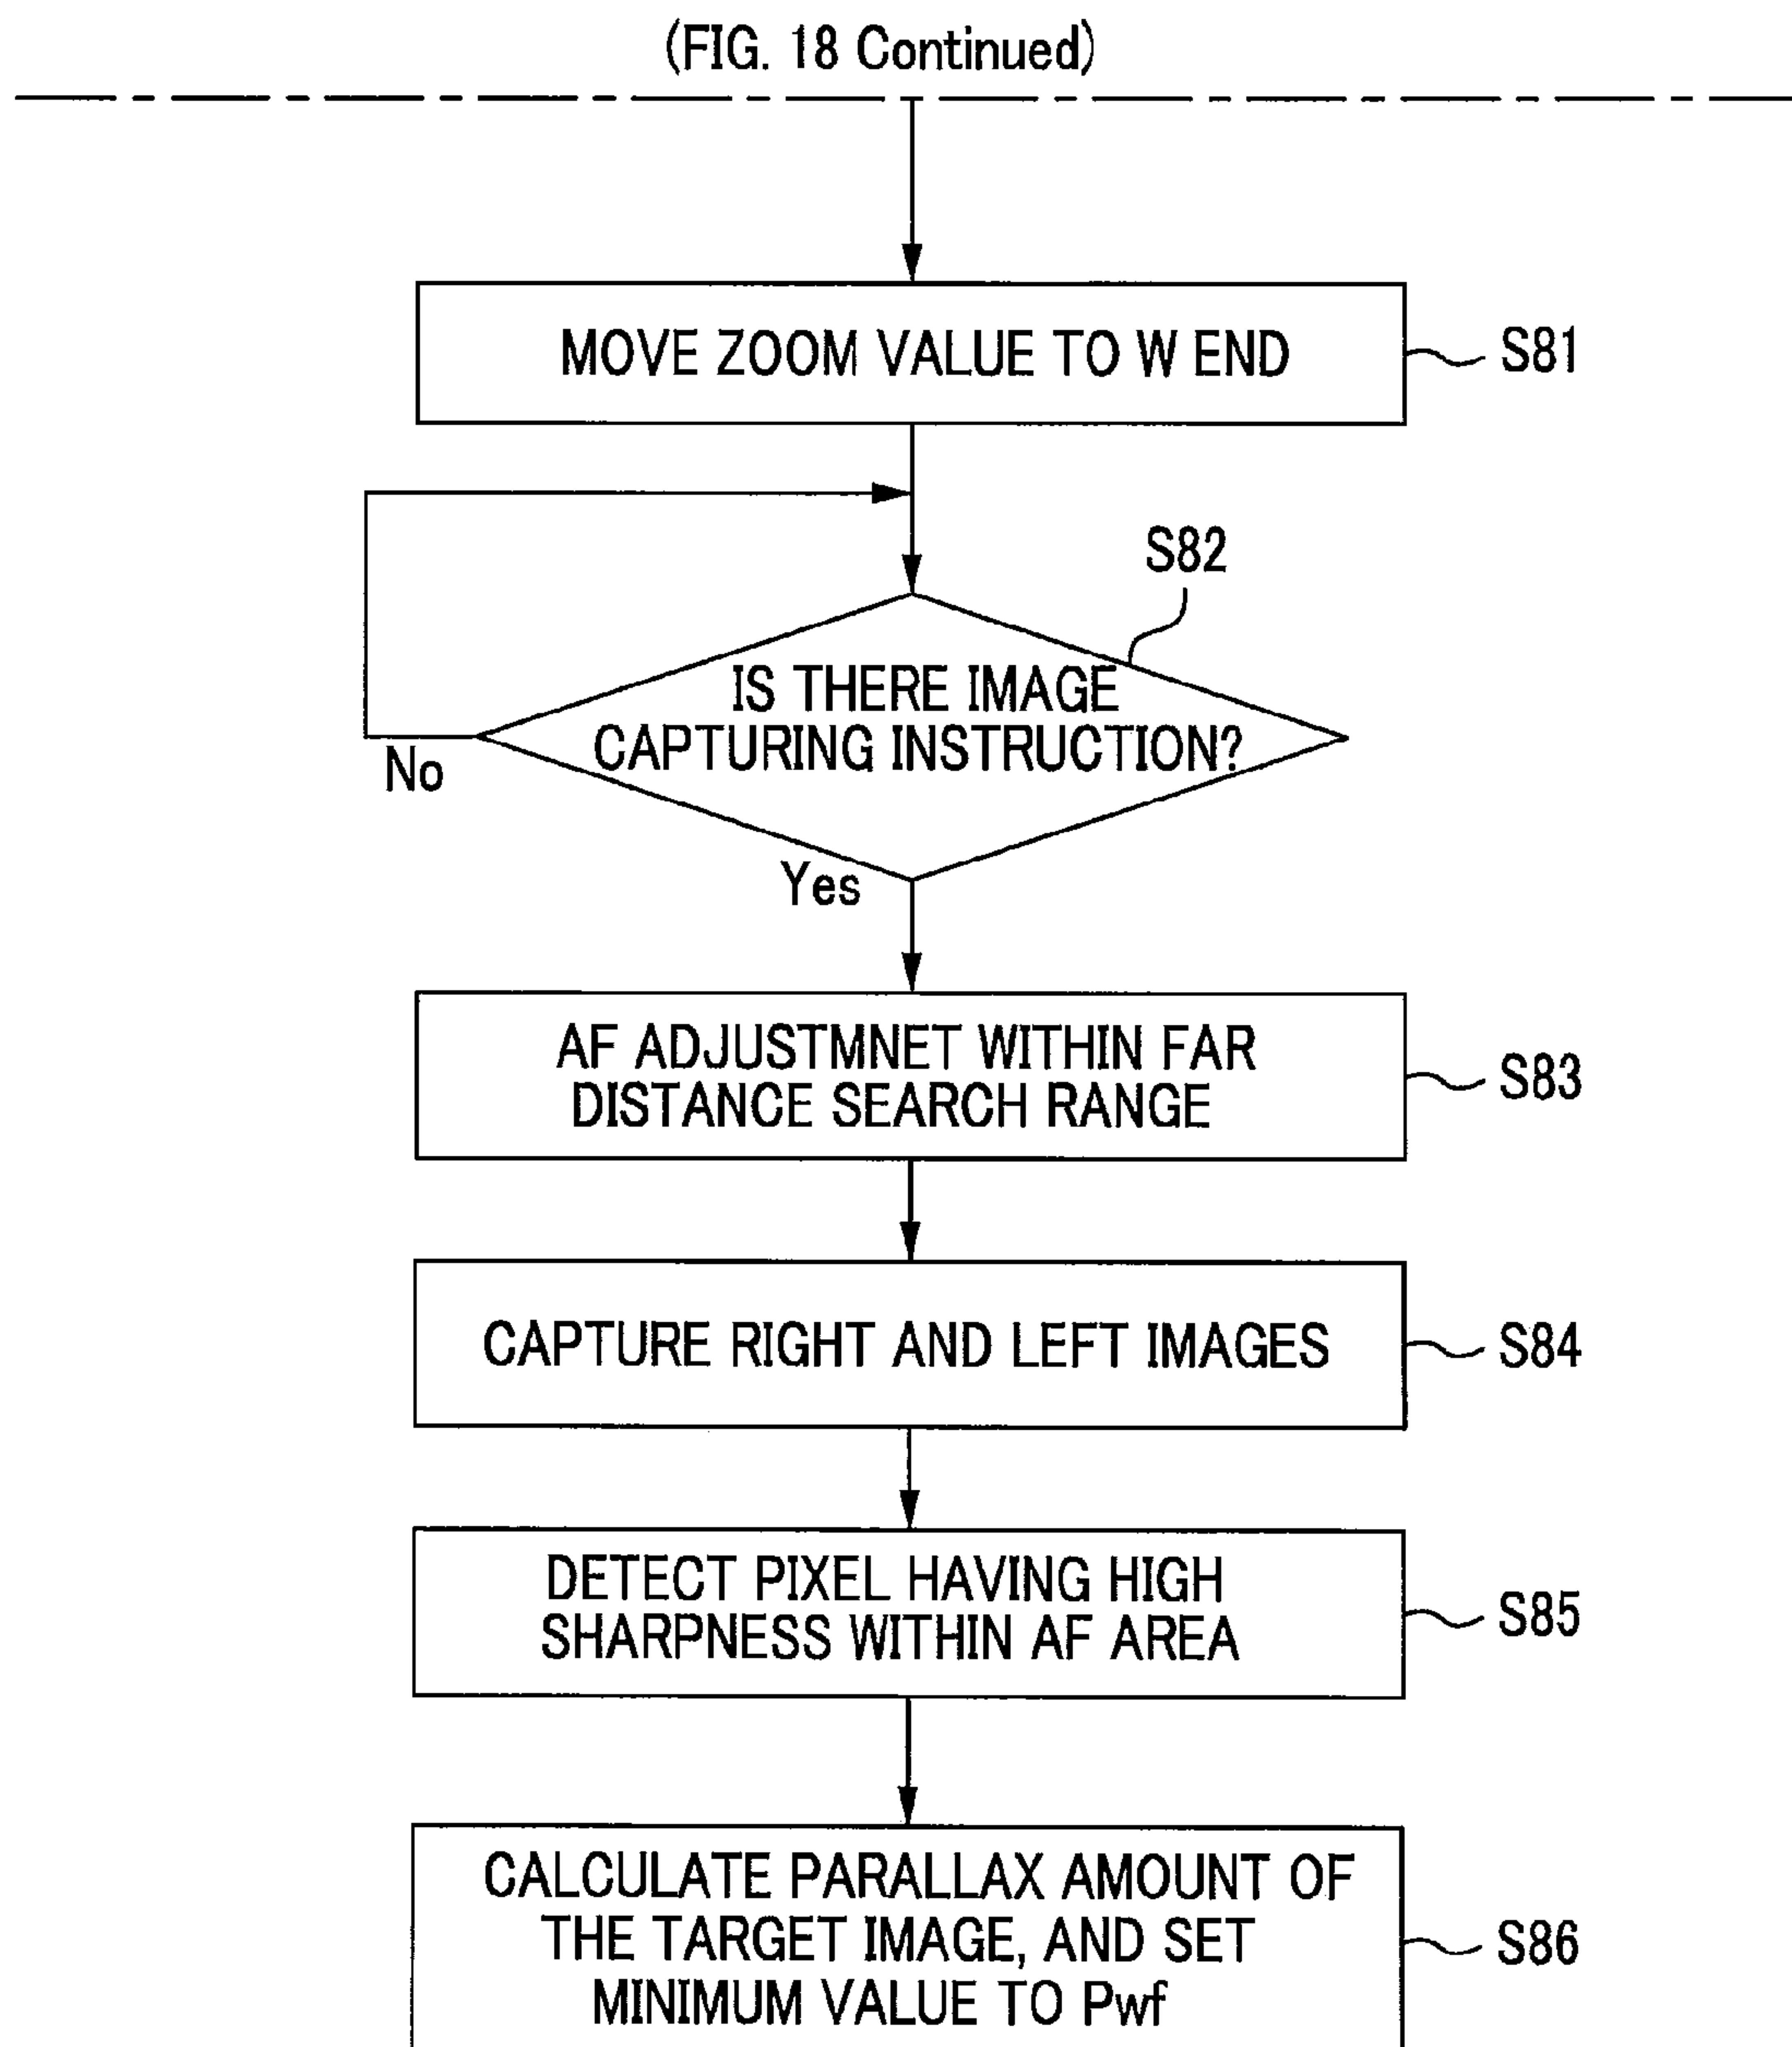 (FIG. 18 Continued)
MOVE ZOOM VALUE TO W END
S81
S82
IS THERE IMAGE
CAPTURING INSTRUCTION?
No
Yes
AF ADJUSTMNET WITHIN FAR
DISTANCE SEARCH RANGE
S83
CAPTURE RIGHT AND LEFT IMAGES
S84
DETECT PIXEL HAVING HIGH
SHARPNESS WITHIN AF AREA
S85
CALCULATE PARALLAX AMOUNT OF
THE TARGET IMAGE, AND SET
MINIMUM VALUE TO Pwf
S86